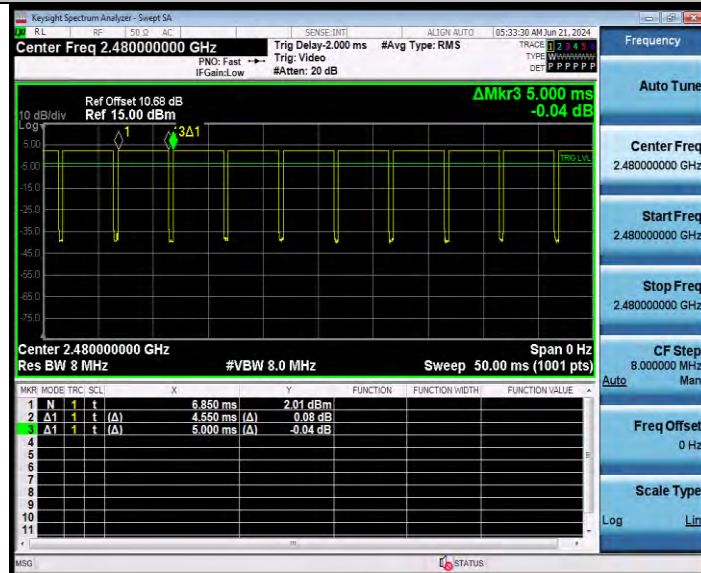 Keysight Spectrum Analyzer - Swept SA
RL RF 50 Ω AC SENSE:INT ALIGN AUTO 05:33:30 AM Jun 21, 2024
Center Freq 2.480000000 GHz
PNO: Fast
IFGain:Low
Trig Delay-2.000 ms
Trig: Video
#Atten: 20 dB
#Avg Type: RMS
TRACE 1 2 3 4 5 6
TYPE WWWWWW
DET P P P P P P
Ref Offset 10.68 dB
10 dB/div Ref 15.00 dBm
Log
ΔMkr3 5.000 ms
-0.04 dB
1
3Δ1
TRIG LVL
5.00
-5.00
-15.0
-25.0
-35.0
-45.0
-55.0
-65.0
-75.0
Center 2.480000000 GHz Span 0 Hz
Res BW 8 MHz #VBW 8.0 MHz Sweep 50.00 ms (1001 pts)
MKR MODE TRC SCL X Y FUNCTION FUNCTION WIDTH FUNCTION VALUE
1 N 1 t 6.850 ms 2.01 dBm
2 Δ1 1 t (Δ) 4.550 ms (Δ) 0.08 dB
3 Δ1 1 t (Δ) 5.000 ms (Δ) -0.04 dB
4
5
6
7
8
9
10
11
MSG STATUS
Frequency
Auto Tune
Center Freq
2.480000000 GHz
Start Freq
2.480000000 GHz
Stop Freq
2.480000000 GHz
CF Step
8.000000 MHz
Auto Man
Freq Offset
0 Hz
Scale Type
Log Lin